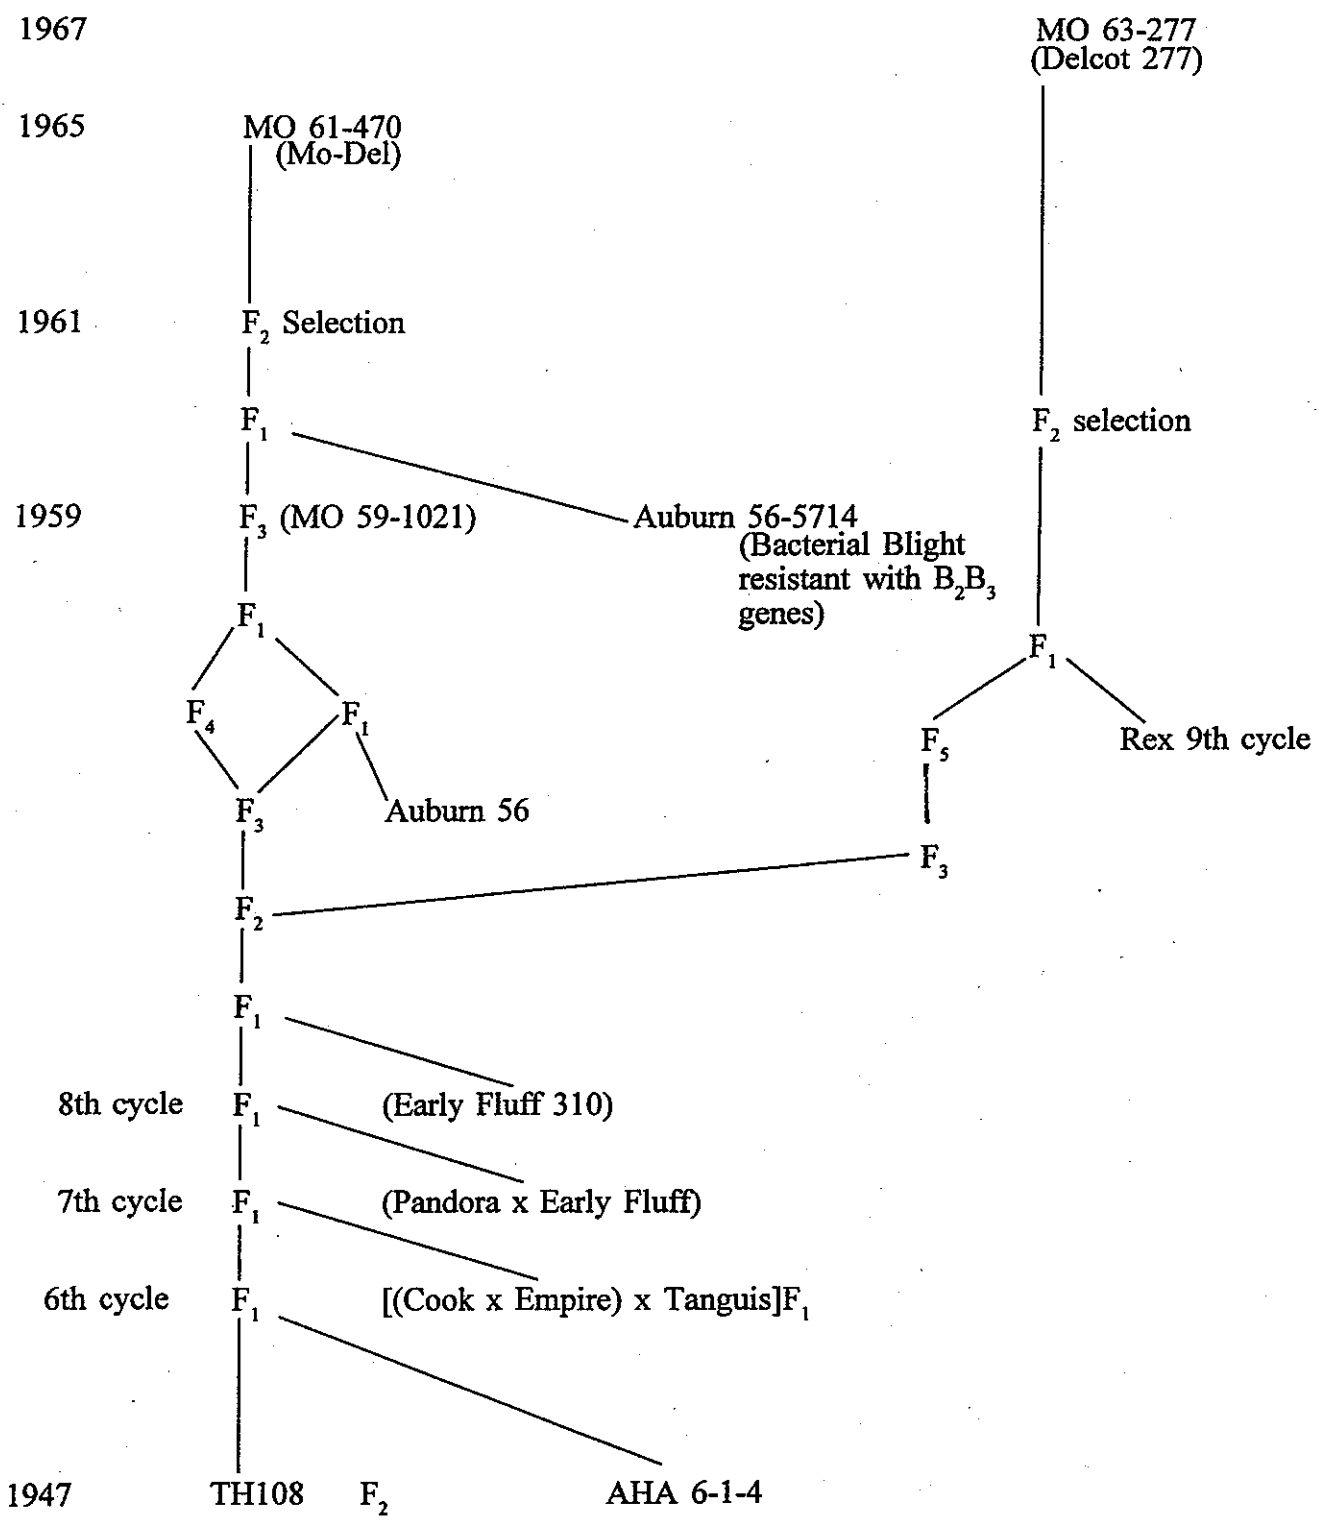 1967 MO 63-277
(Delcot 277)
1965 MO 61-470
(Mo-Del)
1961 F₂ Selection
F₁ F₂ selection
1959 F₃ (MO 59-1021) Auburn 56-5714
(Bacterial Blight
resistant with B₂B₃
genes)
F₁
F₁
F₄ F₁
F₅ Rex 9th cycle
F₃ Auburn 56
F₃
F₂
F₁
8th cycle F₁ (Early Fluff 310)
7th cycle F₁ (Pandora x Early Fluff)
6th cycle F₁ [(Cook x Empire) x Tanguis]F₁
1947 TH108 F₂ AHA 6-1-4